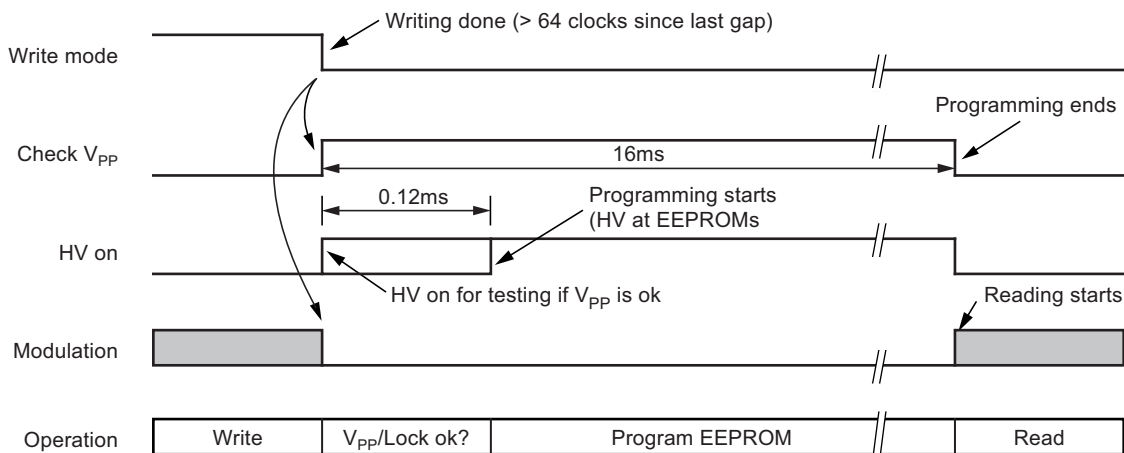 Writing done (> 64 clocks since last gap)
Write mode
Programming ends
Check VPP
16ms
0.12ms
Programming starts
(HV at EEPROMs
HV on
HV on for testing if VPP is ok
Reading starts
Modulation
Operation
Write
VPP/Lock ok?
Program EEPROM
Read